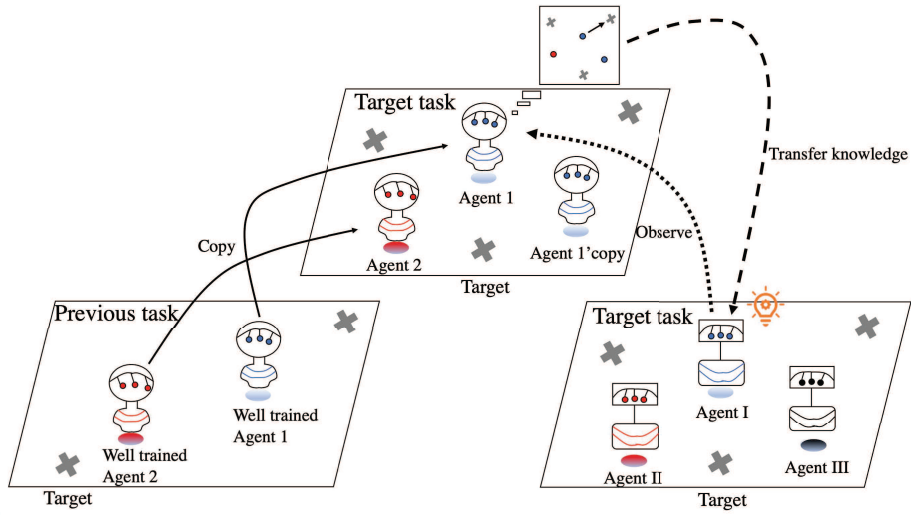 Target task
Agent 1
Agent 1'copy
Agent 2
Target
Transfer knowledge
Copy
Observe
Previous task
Well trained
Agent 1
Well trained
Agent 2
Target
Target task
Agent I
Agent II
Agent III
Target